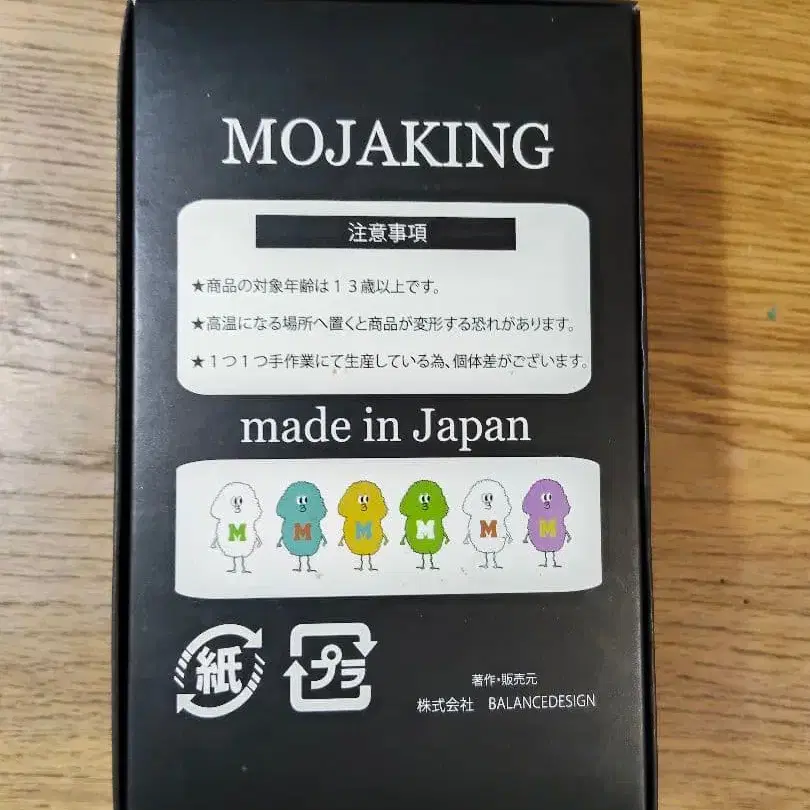 MOJAKING
注意事項
★商品の対象年齢は１３歳以上です。
★高温になる場所へ置くと商品が変形する恐れがあります。
★１つ１つ手作業にて生産している為、個体差がございます。
made in Japan
M M M M M M
紙 プラ
著作・販売元
株式会社　BALANCEDESIGN